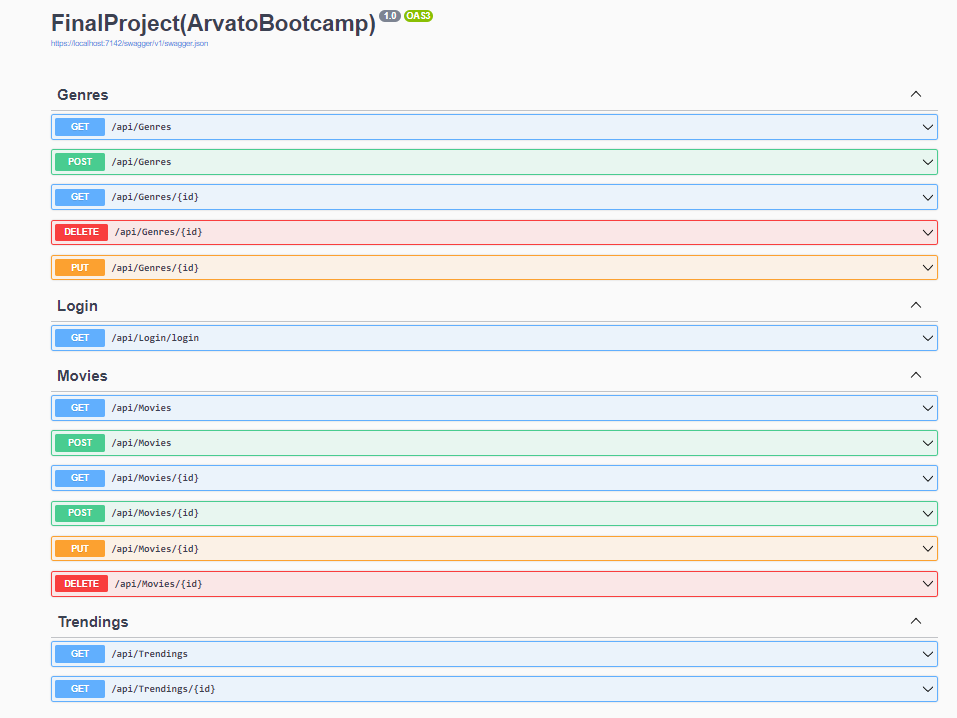 FinalProject(ArvatoBootcamp) 1.0 OAS3
https://localhost:7142/swagger/v1/swagger.json
Genres
GET /api/Genres
POST /api/Genres
GET /api/Genres/{id}
DELETE /api/Genres/{id}
PUT /api/Genres/{id}
Login
GET /api/Login/login
Movies
GET /api/Movies
POST /api/Movies
GET /api/Movies/{id}
POST /api/Movies/{id}
PUT /api/Movies/{id}
DELETE /api/Movies/{id}
Trendings
GET /api/Trendings
GET /api/Trendings/{id}